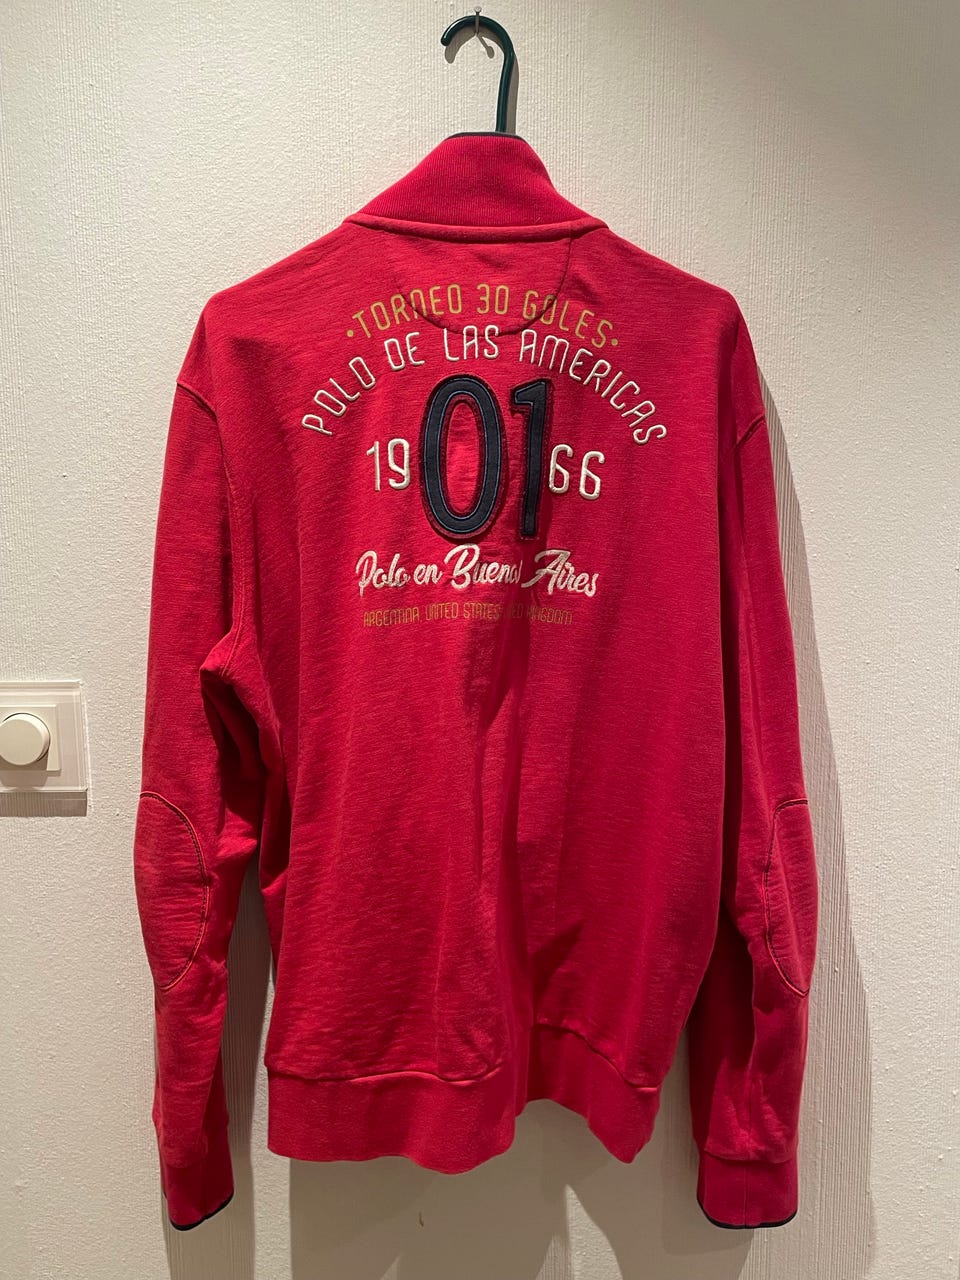 •TORNEO 30 GOLES•
POLO DE LAS AMERICAS
19 01 66
Polo en Buenos Aires
ARGENTINA, UNITED STATES, KINGDOM